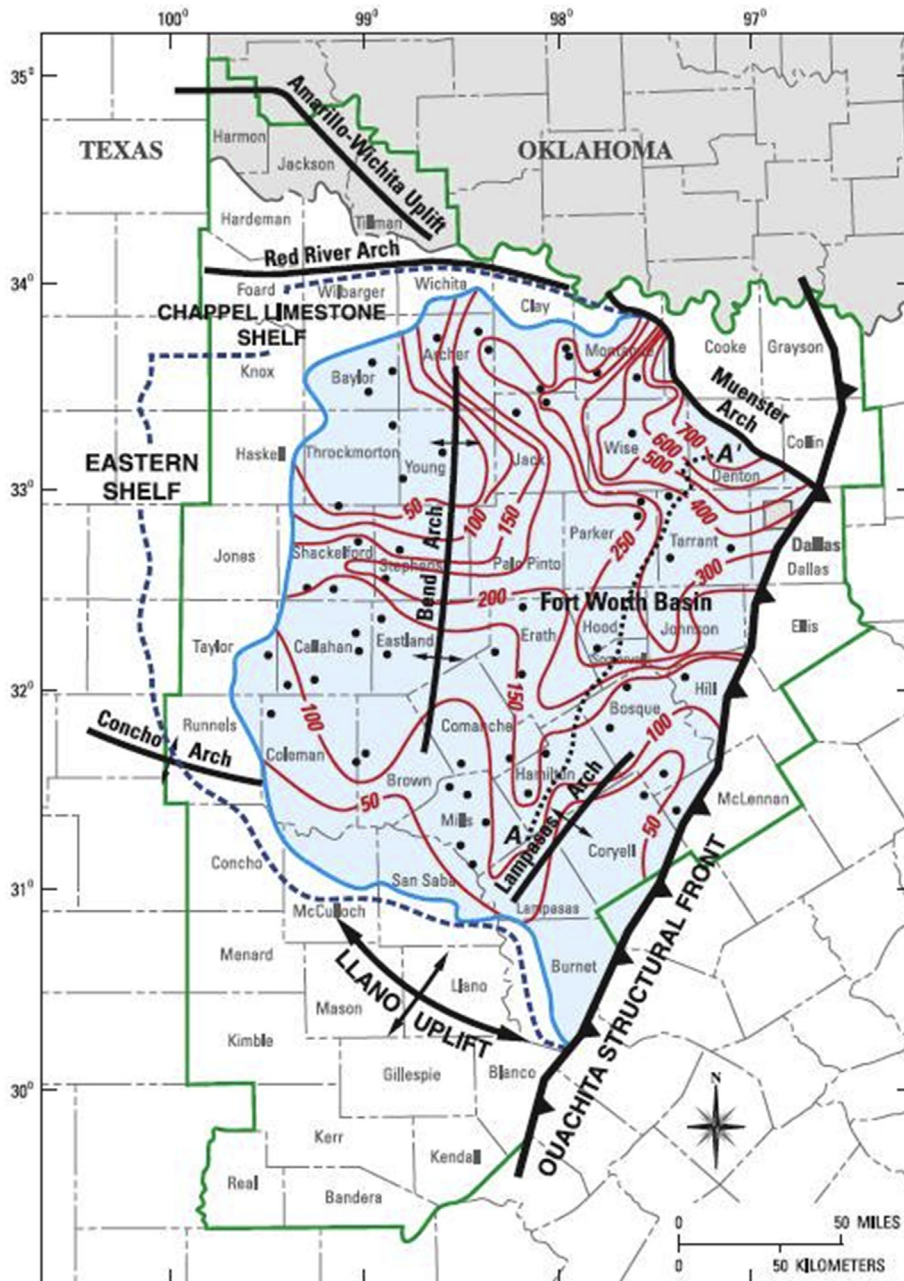 100° 99° 98° 97°
35°
TEXAS
OKLAHOMA
Amarillo-Wichita Uplift
Harmon
Jackson
Tillman
Hardeman
Red River Arch
34°
Foard
Wilbarger
Wichita
Clay
CHAPPEL LIMESTONE
SHELF
Archer
Montague
Cooke
Grayson
Knox
Baylor
Muenster
Arch
Collin
EASTERN
SHELF
Haskell
Throckmorton
Young
Jack
Wise
700
600
500
A'
Denton
33°
50
100
150
400
Bend Arch
Jones
Shackelford
Stephens
Palo Pinto
Parker
250
Tarrant
300
Dallas
Dallas
200
Fort Worth Basin
Taylor
Callahan
Eastland
Erath
Hood
Johnson
Ellis
Somervell
32°
100
150
Hill
Bosque
100
Runnels
Comanche
Concho Arch
Coleman
Brown
50
Hamilton
Lampasas Arch
McLennan
Mills
A
50
Coryell
Concho
31°
San Saba
Lampasas
McCulloch
Burnet
Menard
LLANO UPLIFT
Llano
Mason
Kimble
OUACHITA STRUCTURAL FRONT
30°
Gillespie
Blanco
N
Kerr
Kendall
Real
Bandera
0 50 MILES
0 50 KILOMETERS